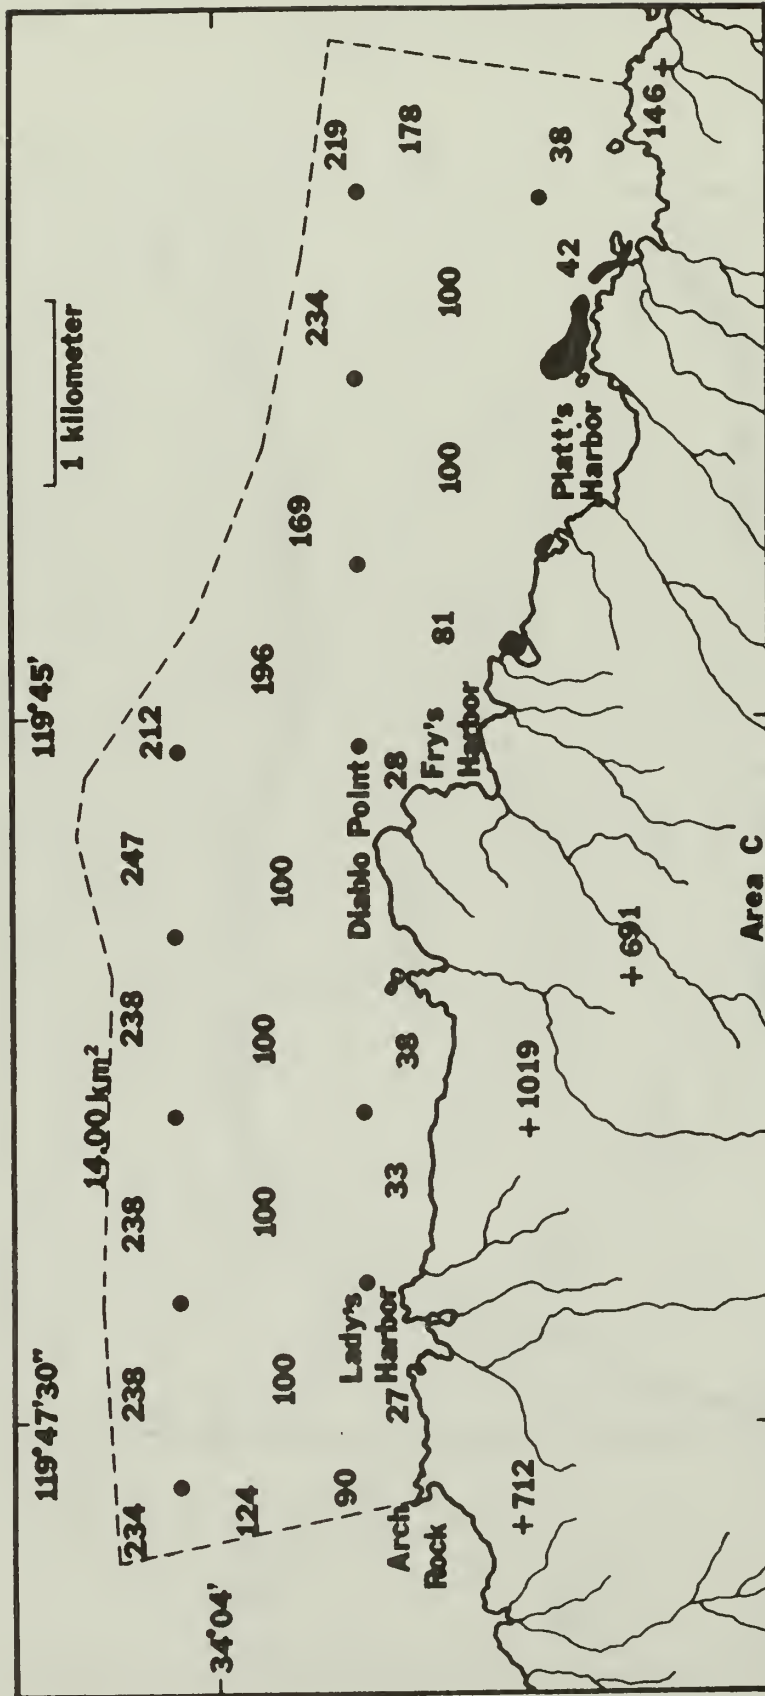 119°47'30"
119°45'
1 kilometer
14.00 km²
234
238
238
238
247
212
34°04'
124
100
100
100
100
196
169
234
219
90
Lady's
Harbor
Diablo Point
27
33
38
28
178
Arch
Rock
Fry's
Harbor
81
100
100
+ 712
+ 1019
Platt's
Harbor
42
38
+ 691
146 +
Area C